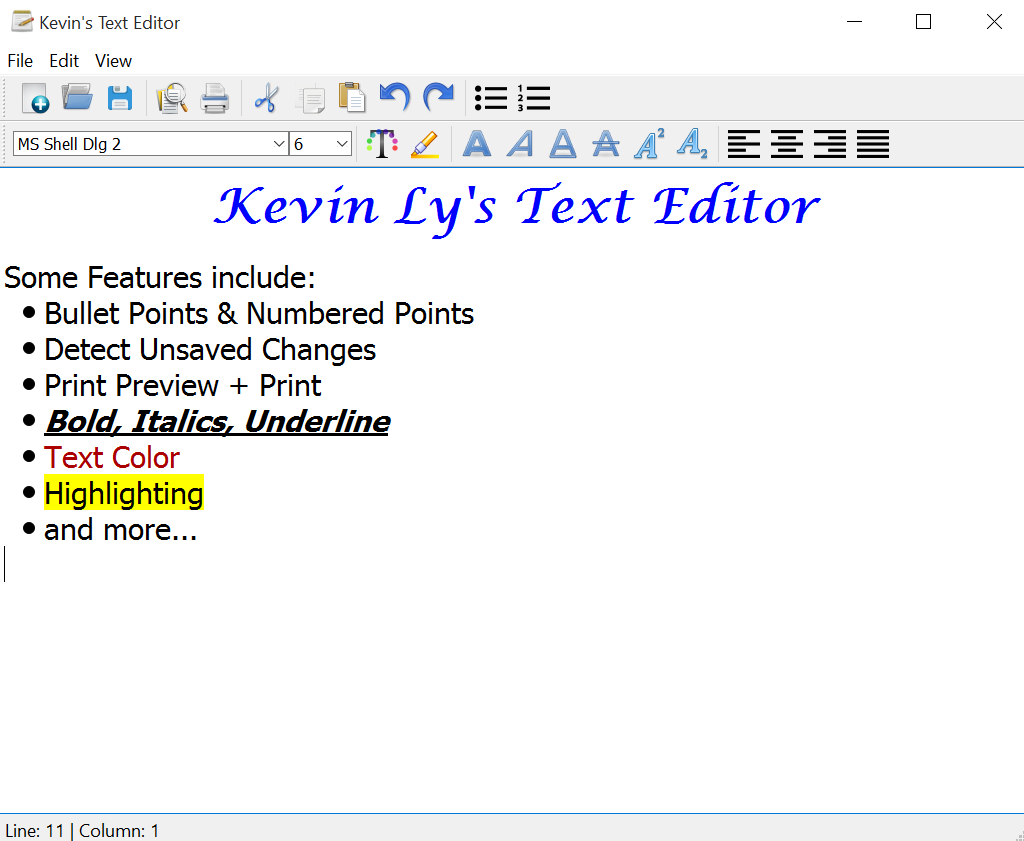 Kevin's Text Editor
File Edit View
MS Shell Dlg 2 6
Kevin Ly's Text Editor
Some Features include:
• Bullet Points & Numbered Points
• Detect Unsaved Changes
• Print Preview + Print
• Bold, Italics, Underline
• Text Color
• Highlighting
• and more...
Line: 11 | Column: 1